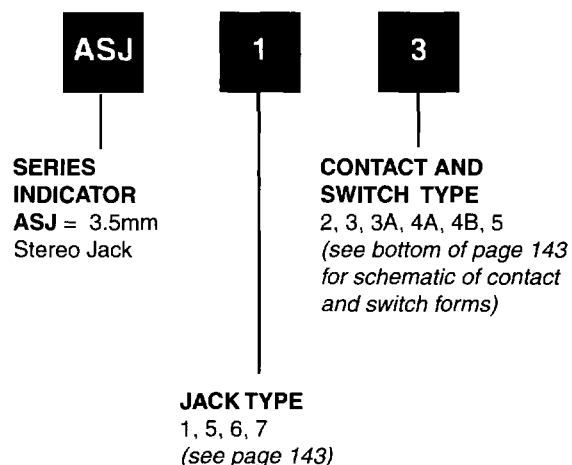 ASJ 1 3
SERIES
INDICATOR
ASJ = 3.5mm
Stereo Jack
CONTACT AND
SWITCH TYPE
2, 3, 3A, 4A, 4B, 5
(see bottom of page 143
for schematic of contact
and switch forms)
JACK TYPE
1, 5, 6, 7
(see page 143)